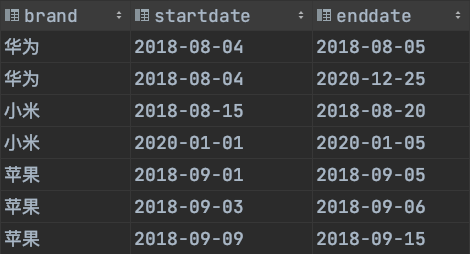 brand startdate enddate
华为 2018-08-04 2018-08-05
华为 2018-08-04 2020-12-25
小米 2018-08-15 2018-08-20
小米 2020-01-01 2020-01-05
苹果 2018-09-01 2018-09-05
苹果 2018-09-03 2018-09-06
苹果 2018-09-09 2018-09-15